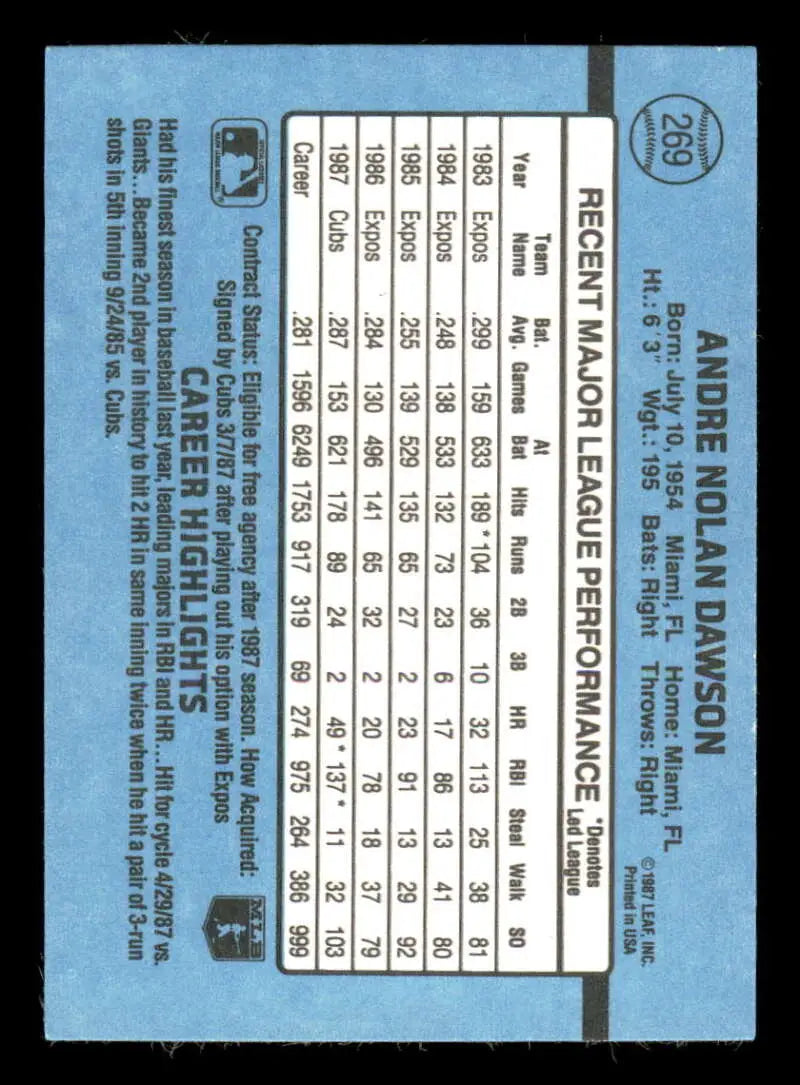 269
ANDRE NOLAN DAWSON
Born: July 10, 1954 Miami, FL Home: Miami, FL
Ht.: 6'3" Wgt.: 195 Bats: Right Throws: Right
©1987 LEAF, INC.
Printed in USA
RECENT MAJOR LEAGUE PERFORMANCE
*Denotes
Led League
Team Bat. At
Year Name Avg. Games Bat Hits Runs 2B 3B HR RBI Steal Walk SO
1983 Expos .299 159 633 189* 104 36 10 32 113 25 38 81
1984 Expos .248 138 533 132 73 23 6 17 86 13 41 80
1985 Expos .255 139 529 135 65 27 2 23 91 13 29 92
1986 Expos .284 130 496 141 65 32 2 20 78 18 37 79
1987 Cubs .287 153 621 178 89 24 2 49* 137* 11 32 103
Career .281 1596 6249 1753 917 319 69 274 975 264 386 999
Contract Status: Eligible for free agency after 1987 season. How Acquired:
Signed by Cubs 3/7/87 after playing out his option with Expos
MLB
CAREER HIGHLIGHTS
Had his finest season in baseball last year, leading majors in RBI and HR...Hit for cycle 4/29/87 vs.
Giants...Became 2nd player in history to hit 2 HR in same inning twice when he hit a pair of 3-run
shots in 5th inning 9/24/85 vs. Cubs.